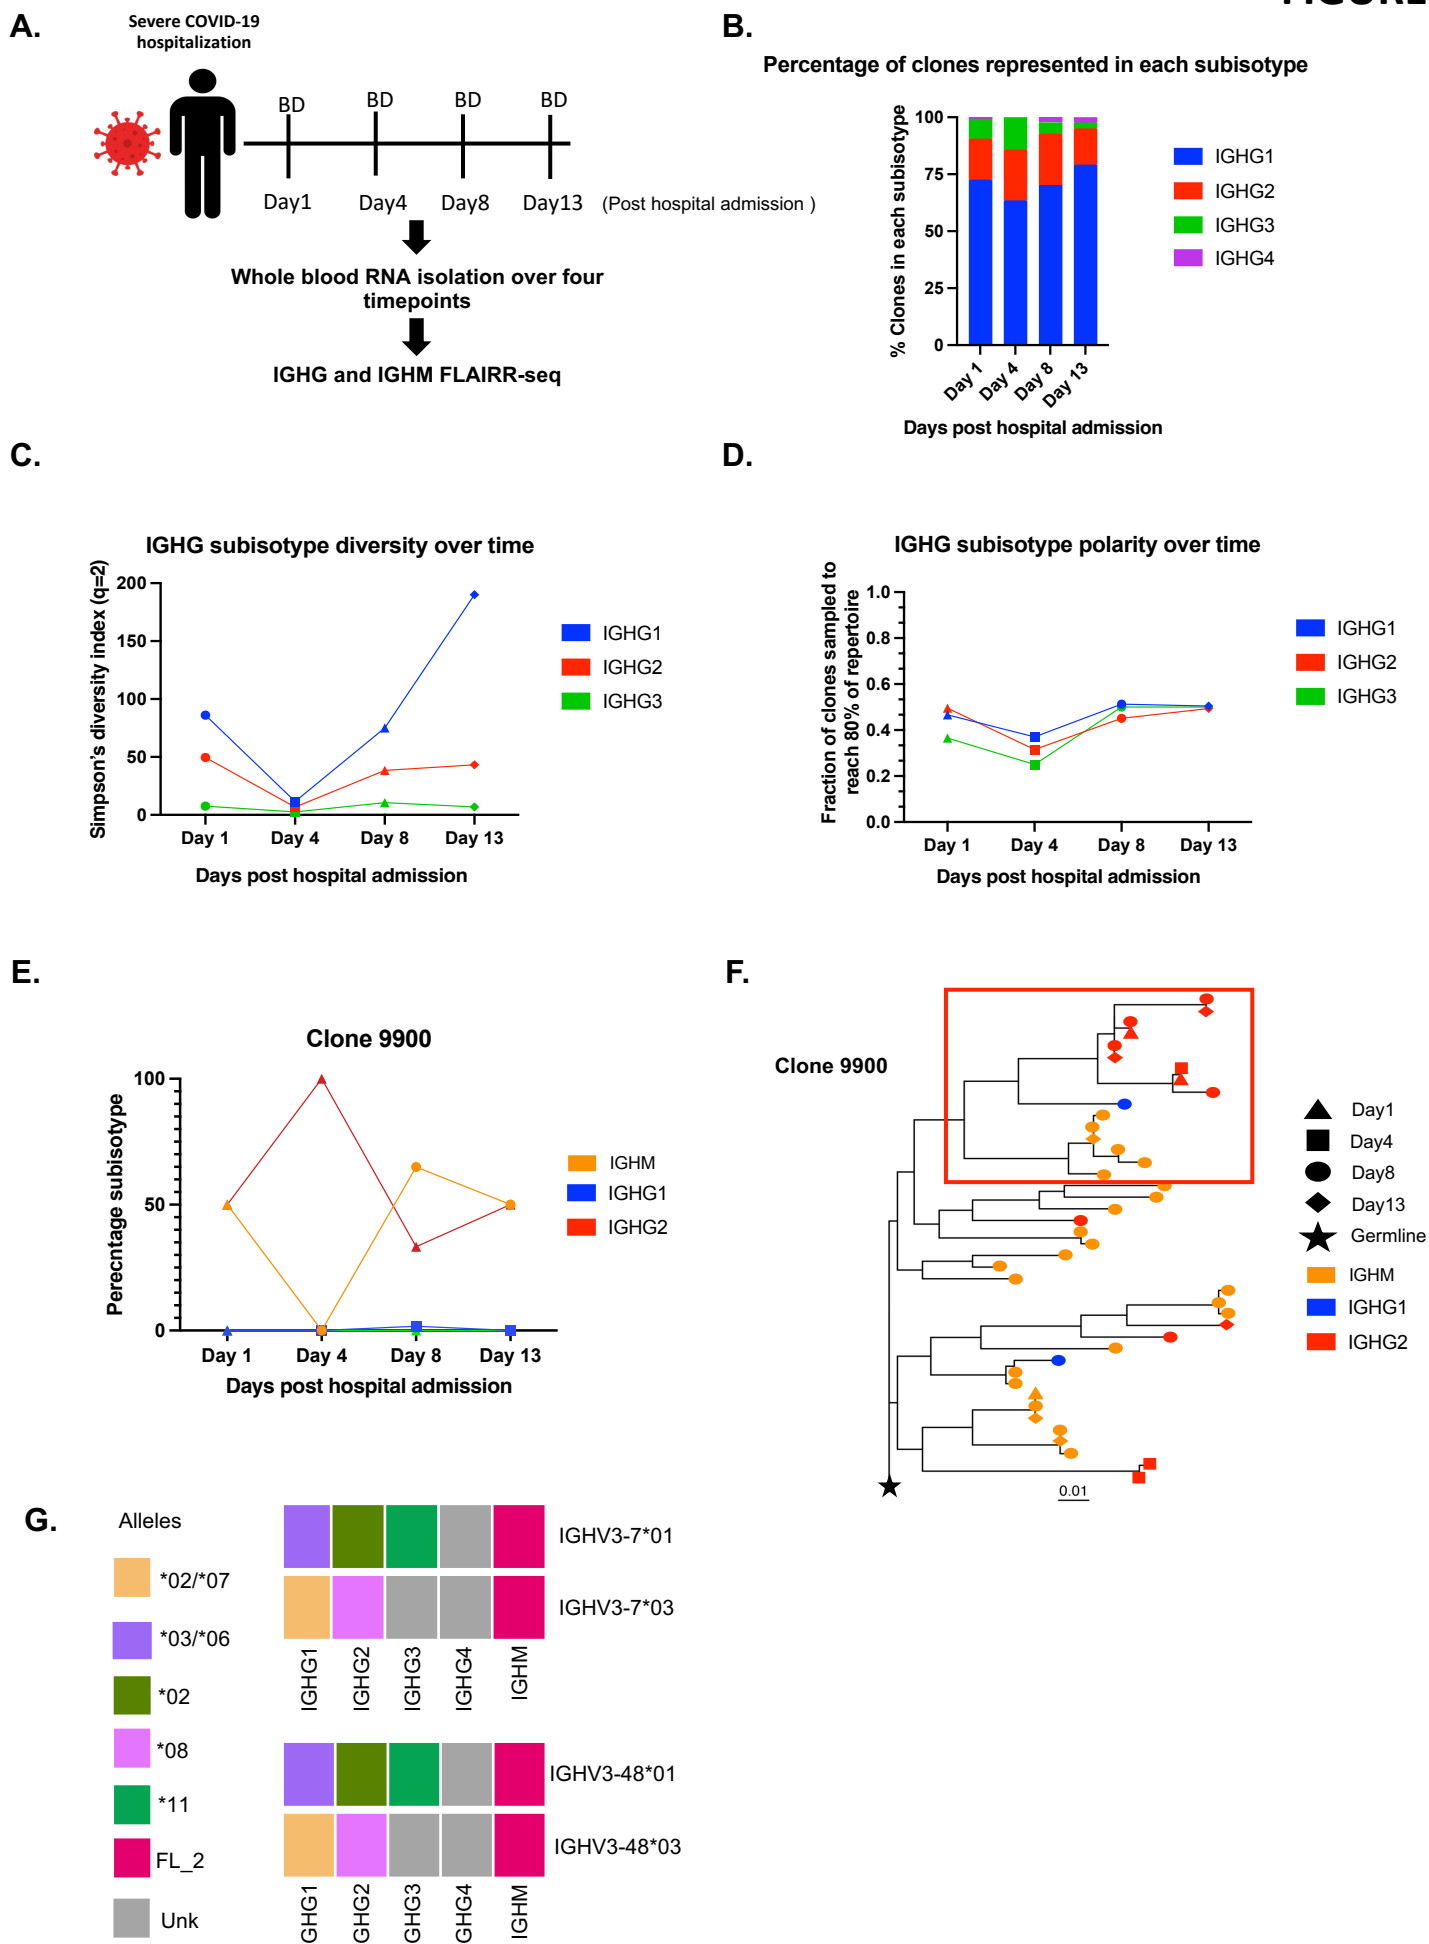 FIGURE
A.
Severe COVID-19
hospitalization
BD BD BD BD
Day1 Day4 Day8 Day13 (Post hospital admission )
Whole blood RNA isolation over four
timepoints
IGHG and IGHM FLAIRR-seq
B.
Percentage of clones represented in each subisotype
% Clones in each subisotype
100
75
50
25
0
Day 1 Day 4 Day 8 Day 13
Days post hospital admission
IGHG1
IGHG2
IGHG3
IGHG4
C.
IGHG subisotype diversity over time
Simpson's diversity index (q=2)
200
150
100
50
0
Day 1 Day 4 Day 8 Day 13
Days post hospital admission
IGHG1
IGHG2
IGHG3
D.
IGHG subisotype polarity over time
Fraction of clones sampled to
reach 80% of repertoire
1.0
0.8
0.6
0.4
0.2
0.0
Day 1 Day 4 Day 8 Day 13
Days post hospital admission
IGHG1
IGHG2
IGHG3
E.
Clone 9900
Perecntage subisotype
100
50
0
Day 1 Day 4 Day 8 Day 13
Days post hospital admission
IGHM
IGHG1
IGHG2
F.
Clone 9900
Day1
Day4
Day8
Day13
Germline
IGHM
IGHG1
IGHG2
0.01
G.
Alleles
*02/*07
*03/*06
*02
*08
*11
FL_2
Unk
IGHV3-7*01
IGHV3-7*03
IGHG1 IGHG2 IGHG3 IGHG4 IGHM
IGHV3-48*01
IGHV3-48*03
GHG1 GHG2 GHG3 GHG4 IGHM